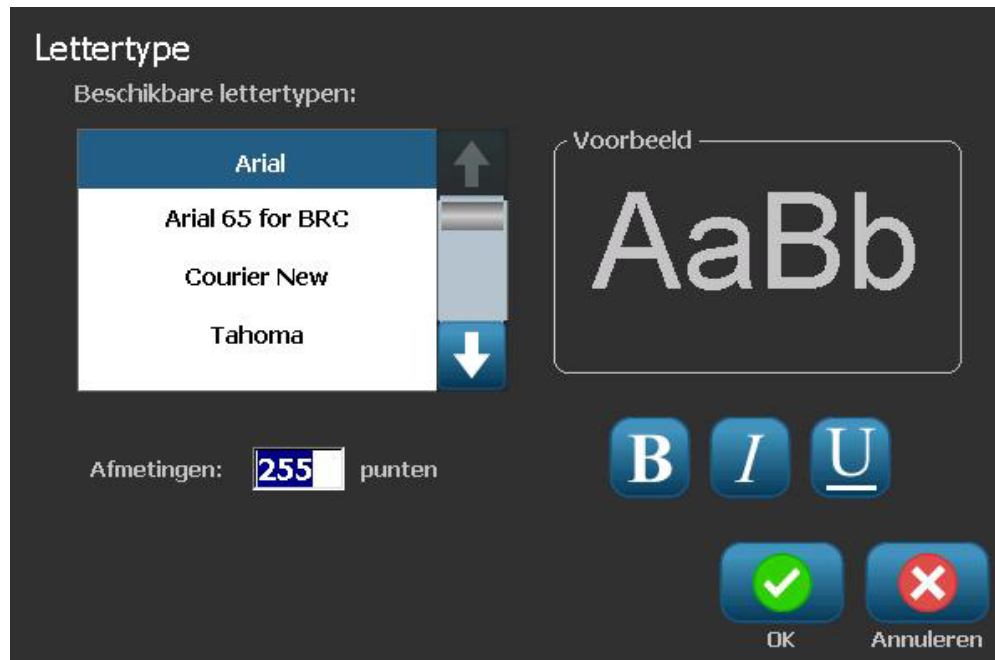 Lettertype
Beschikbare lettertypen:
Arial
Arial 65 for BRC
Courier New
Tahoma
Voorbeeld
AaBb
Afmetingen: 255 punten
B I U
OK Annuleren